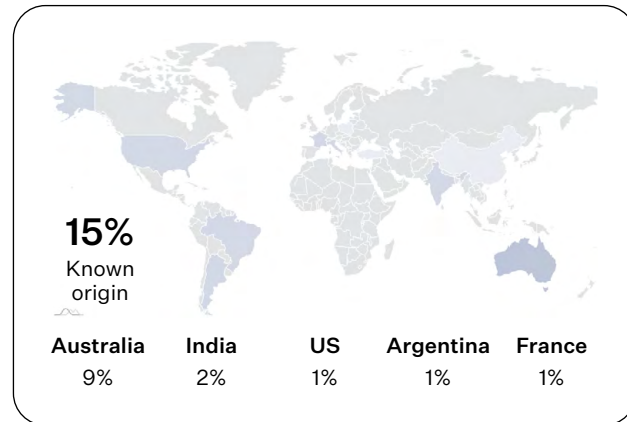 15%
Known
origin
Australia India US Argentina France
9% 2% 1% 1% 1%